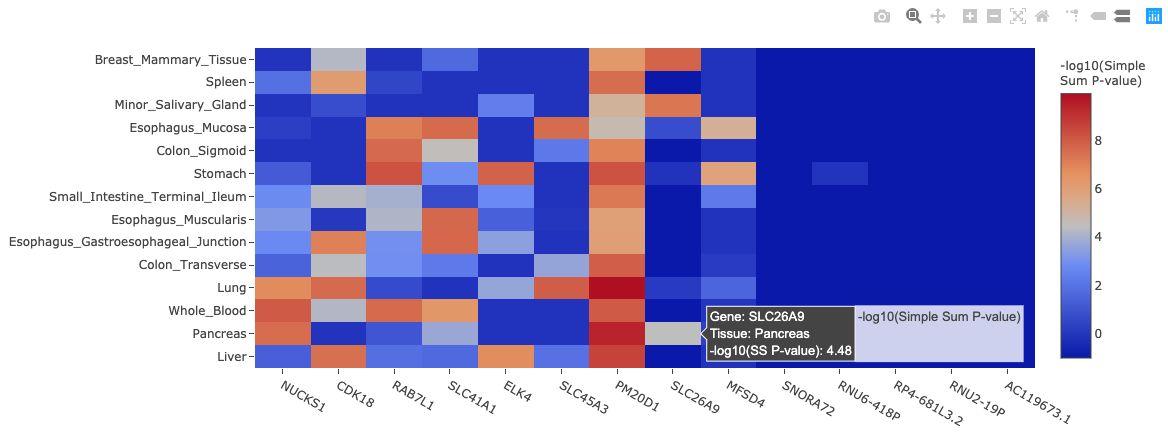 -log10(Simple
Sum P-value)
Breast_Mammary_Tissue
Spleen
Minor_Salivary_Gland
Esophagus_Mucosa
Colon_Sigmoid
Stomach
Small_Intestine_Terminal_Ileum
Esophagus_Muscularis
Esophagus_Gastroesophageal_Junction
Colon_Transverse
Lung
Whole_Blood
Pancreas
Liver
8
6
4
2
0
Gene: SLC26A9
Tissue: Pancreas
-log10(SS P-value): 4.48
-log10(Simple Sum P-value)
NUCKS1
CDK18
RAB7L1
SLC41A1
ELK4
SLC45A3
PM20D1
SLC26A9
MFSD4
SNORA72
RNU6-418P
RP4-681L3.2
RNU2-19P
AC119673.1